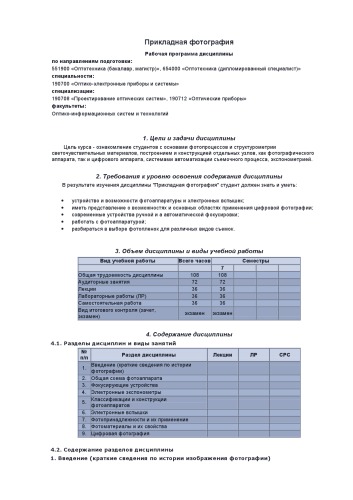 Прикладная фотография
Рабочая программа дисциплины
по направлениям подготовки:
551900 «Оптотехника (бакалавр, магистр)», 654000 «Оптотехника (дипломированный специалист)»
специальности:
190700 «Оптико-электронные приборы и системы»
специализации:
190708 «Проектирование оптических систем», 190712 «Оптические приборы»
факультеты:
Оптико-информационных систем и технологий
1. Цели и задачи дисциплины
Цель курса - ознакомление студентов с основами фотопроцессов и структурометрии
светочувствительных материалов, построением и конструкцией отдельных узлов, как фотографического
аппарата, так и цифрового аппарата, системами автоматизации съемочного процесса, экспонометрией.
2. Требования к уровню освоения содержания дисциплины
В результате изучения дисциплины "Прикладная фотография" студент должен знать и уметь:
• устройство и возможности фотоаппаратуры и электронных вспышек;
• иметь представление о возможностях и основных областях применения цифровой фотографии;
• современные устройства ручной и автоматической фокусировки;
• работать с фотоаппаратурой;
• разбираться в выборе фотопленок для различных видов съемок.
3. Объем дисциплины и виды учебной работы
Вид учебной работы Всего часов Семестры
7
Общая трудоемкость дисциплины 108 108
Аудиторные занятия 72 72
Лекции 36 36
Лабораторные работы (ЛР) 36 36
Самостоятельная работа 36 36
Вид итогового контроля (зачет, экзамен) экзамен экзамен
4. Содержание дисциплины
4.1. Разделы дисциплин и виды занятий
№ п/п Раздел дисциплины Лекции ЛР СРС
1. Введение (краткие сведения по истории фотографии)
2. Общая схема фотоаппарата
3. Фокусирующие устройства
4. Электронные экспонометры
5. Классификации и конструкции фотоаппаратов
6. Электронные вспышки
7. Фотопринадлежности и их применение
8. Фотоматериалы и их свойства
9. Цифровая фотография
4.2. Содержание разделов дисциплины
1. Введение (краткие сведения по истории изображения фотографии)